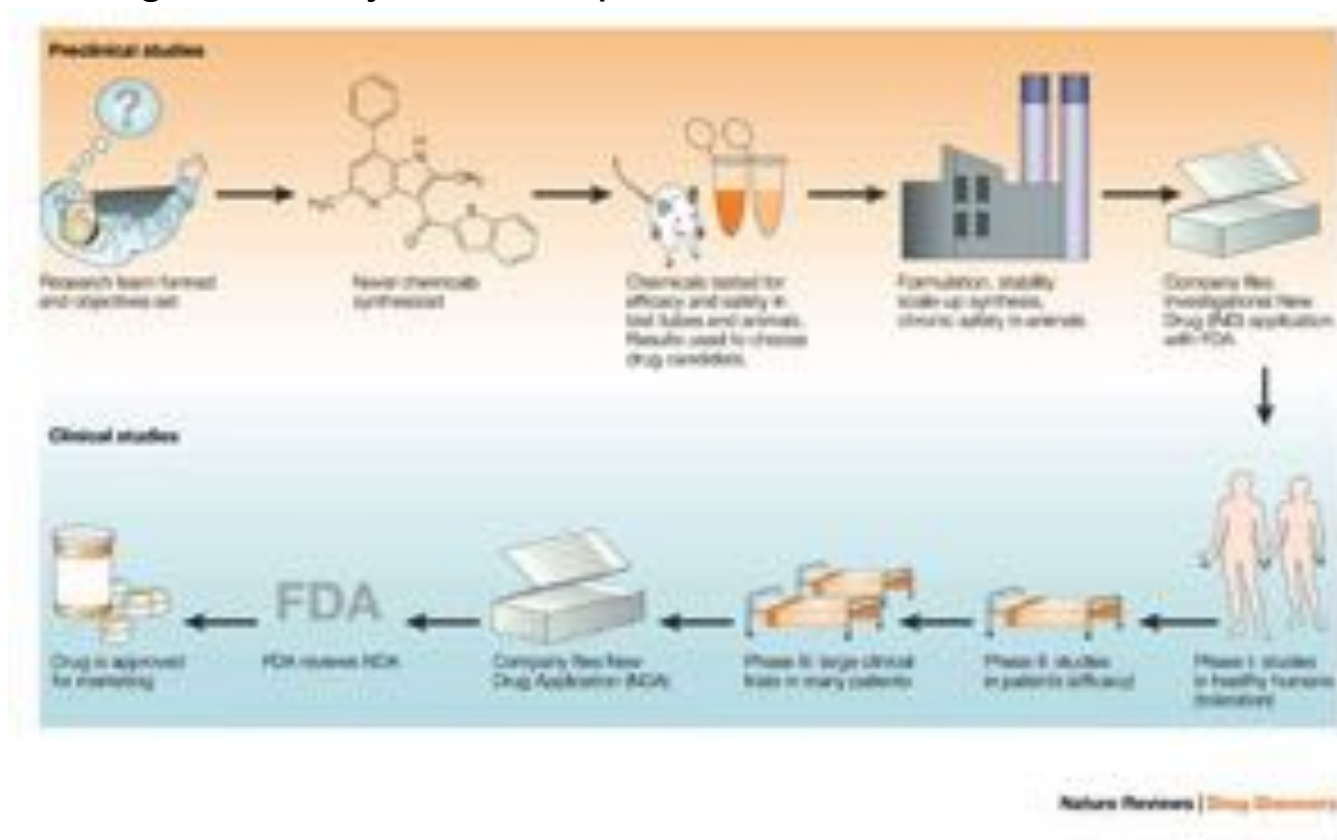 Preclinical studies
Research team formed
and objectives set
Novel chemicals
synthesized
Chemicals tested for
efficacy and safety in
test tubes and animals.
Results used to choose
drug candidate.
Formulation, stability
scale-up synthesis,
chronic safety in animals
Company files
Investigational New
Drug (IND) application
with FDA
Clinical studies
Phase I: studies
in healthy humans
(toleration)
Phase II: studies
in patients (efficacy)
Phase III: large clinical
trials in many patients
Company files New
Drug Application (NDA)
FDA
FDA reviews NDA
Drug is approved
for marketing
?
Nature Reviews | Drug Discovery